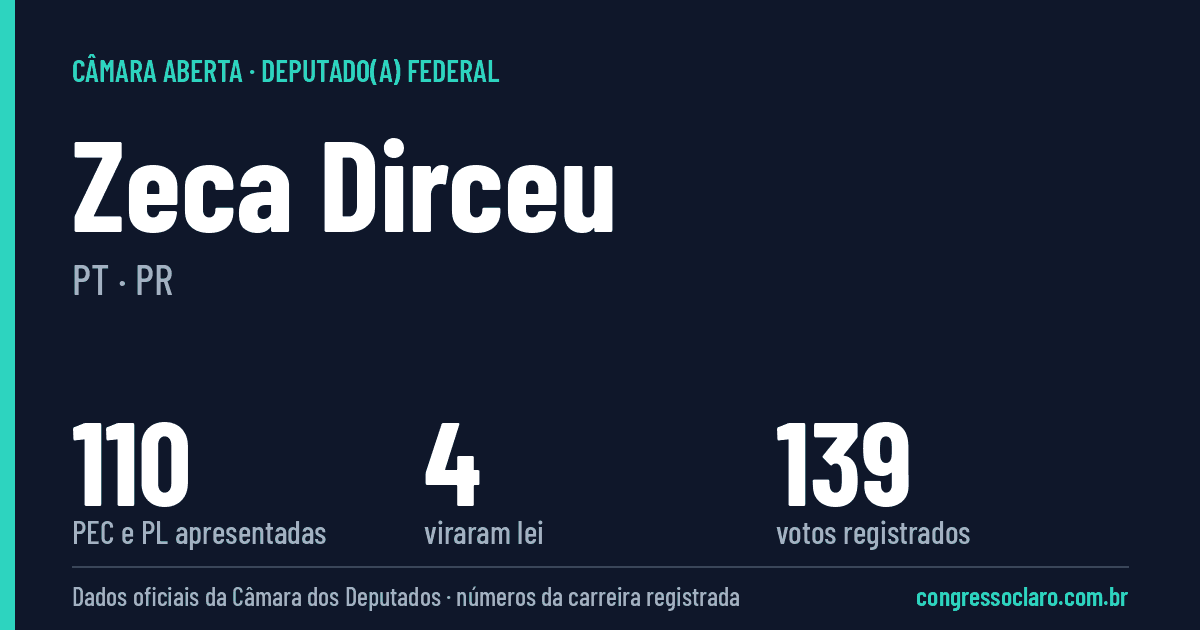 CÂMARA ABERTA · DEPUTADO(A) FEDERAL
Zeca Dirceu
PT · PR
110
PEC e PL apresentadas
4
viraram lei
139
votos registrados
Dados oficiais da Câmara dos Deputados · números da carreira registrada
congressoclaro.com.br